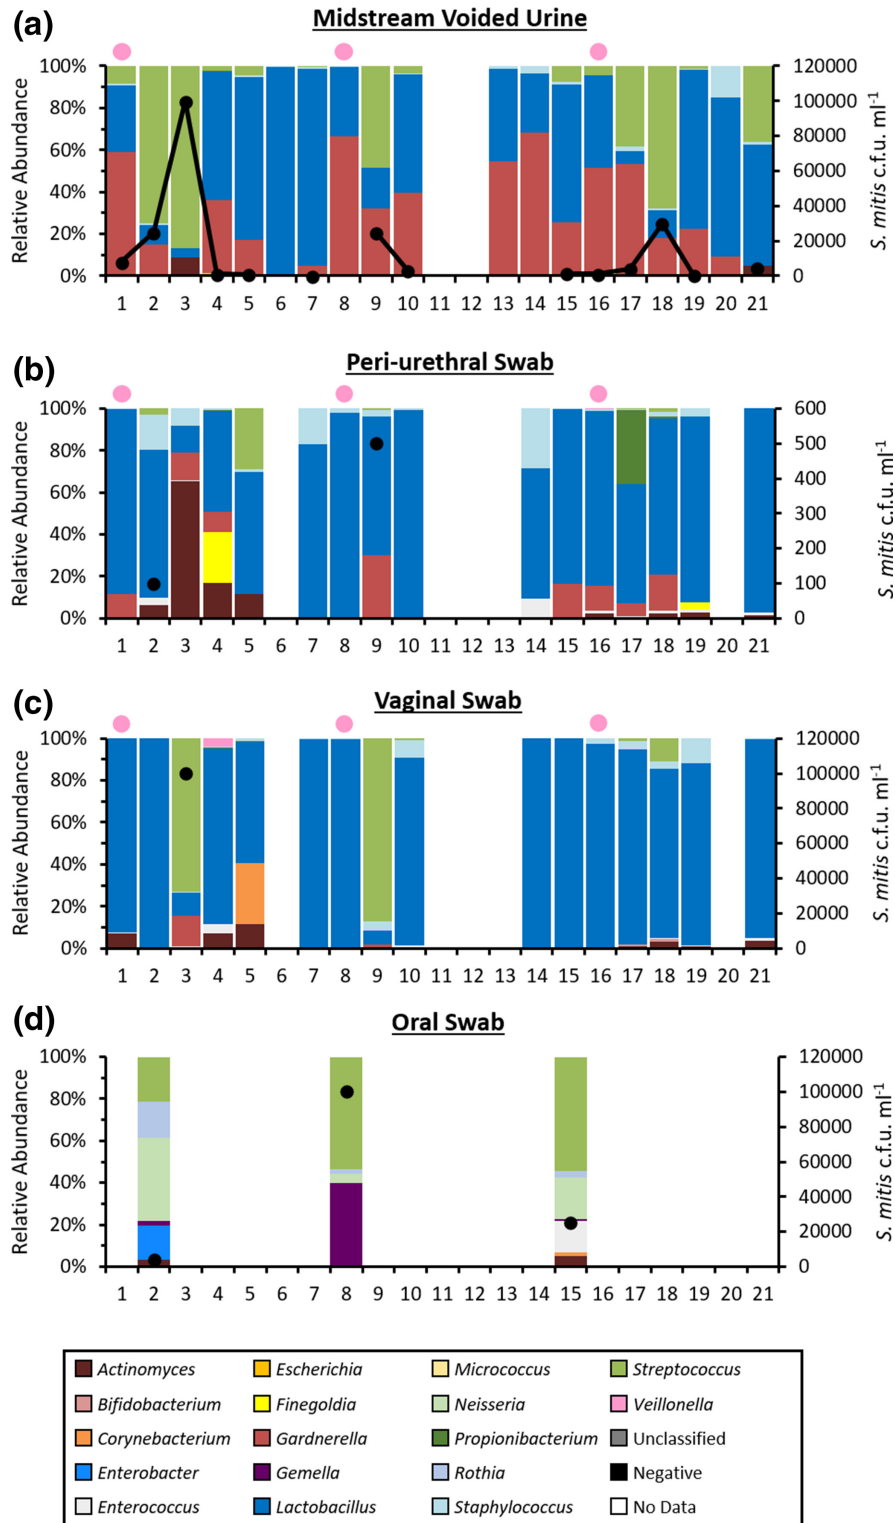 (a)
Midstream Voided Urine
Relative Abundance
100%
80%
60%
40%
20%
0%
120000
100000
80000
60000
40000
20000
0
S. mitis c.f.u. ml-1
1 2 3 4 5 6 7 8 9 10 11 12 13 14 15 16 17 18 19 20 21
(b)
Peri-urethral Swab
Relative Abundance
100%
80%
60%
40%
20%
0%
600
500
400
300
200
100
0
S. mitis c.f.u. ml-1
1 2 3 4 5 6 7 8 9 10 11 12 13 14 15 16 17 18 19 20 21
(c)
Vaginal Swab
Relative Abundance
100%
80%
60%
40%
20%
0%
120000
100000
80000
60000
40000
20000
0
S. mitis c.f.u. ml-1
1 2 3 4 5 6 7 8 9 10 11 12 13 14 15 16 17 18 19 20 21
(d)
Oral Swab
Relative Abundance
100%
80%
60%
40%
20%
0%
120000
100000
80000
60000
40000
20000
0
S. mitis c.f.u. ml-1
1 2 3 4 5 6 7 8 9 10 11 12 13 14 15 16 17 18 19 20 21
Actinomyces Escherichia Micrococcus Streptococcus
Bifidobacterium Finegoldia Neisseria Veillonella
Corynebacterium Gardnerella Propionibacterium Unclassified
Enterobacter Gemella Rothia Negative
Enterococcus Lactobacillus Staphylococcus No Data